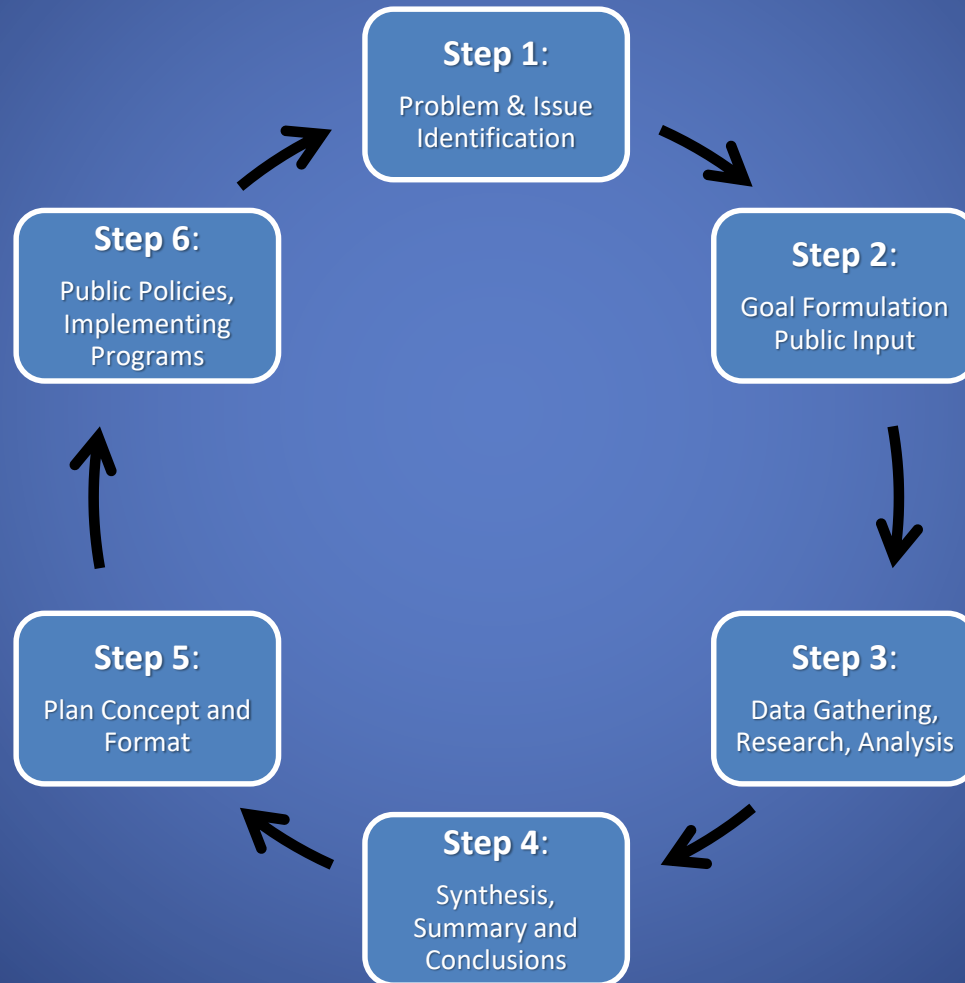 Step 1:
Problem & Issue
Identification
Step 2:
Goal Formulation
Public Input
Step 3:
Data Gathering,
Research, Analysis
Step 4:
Synthesis,
Summary and
Conclusions
Step 5:
Plan Concept and
Format
Step 6:
Public Policies,
Implementing
Programs